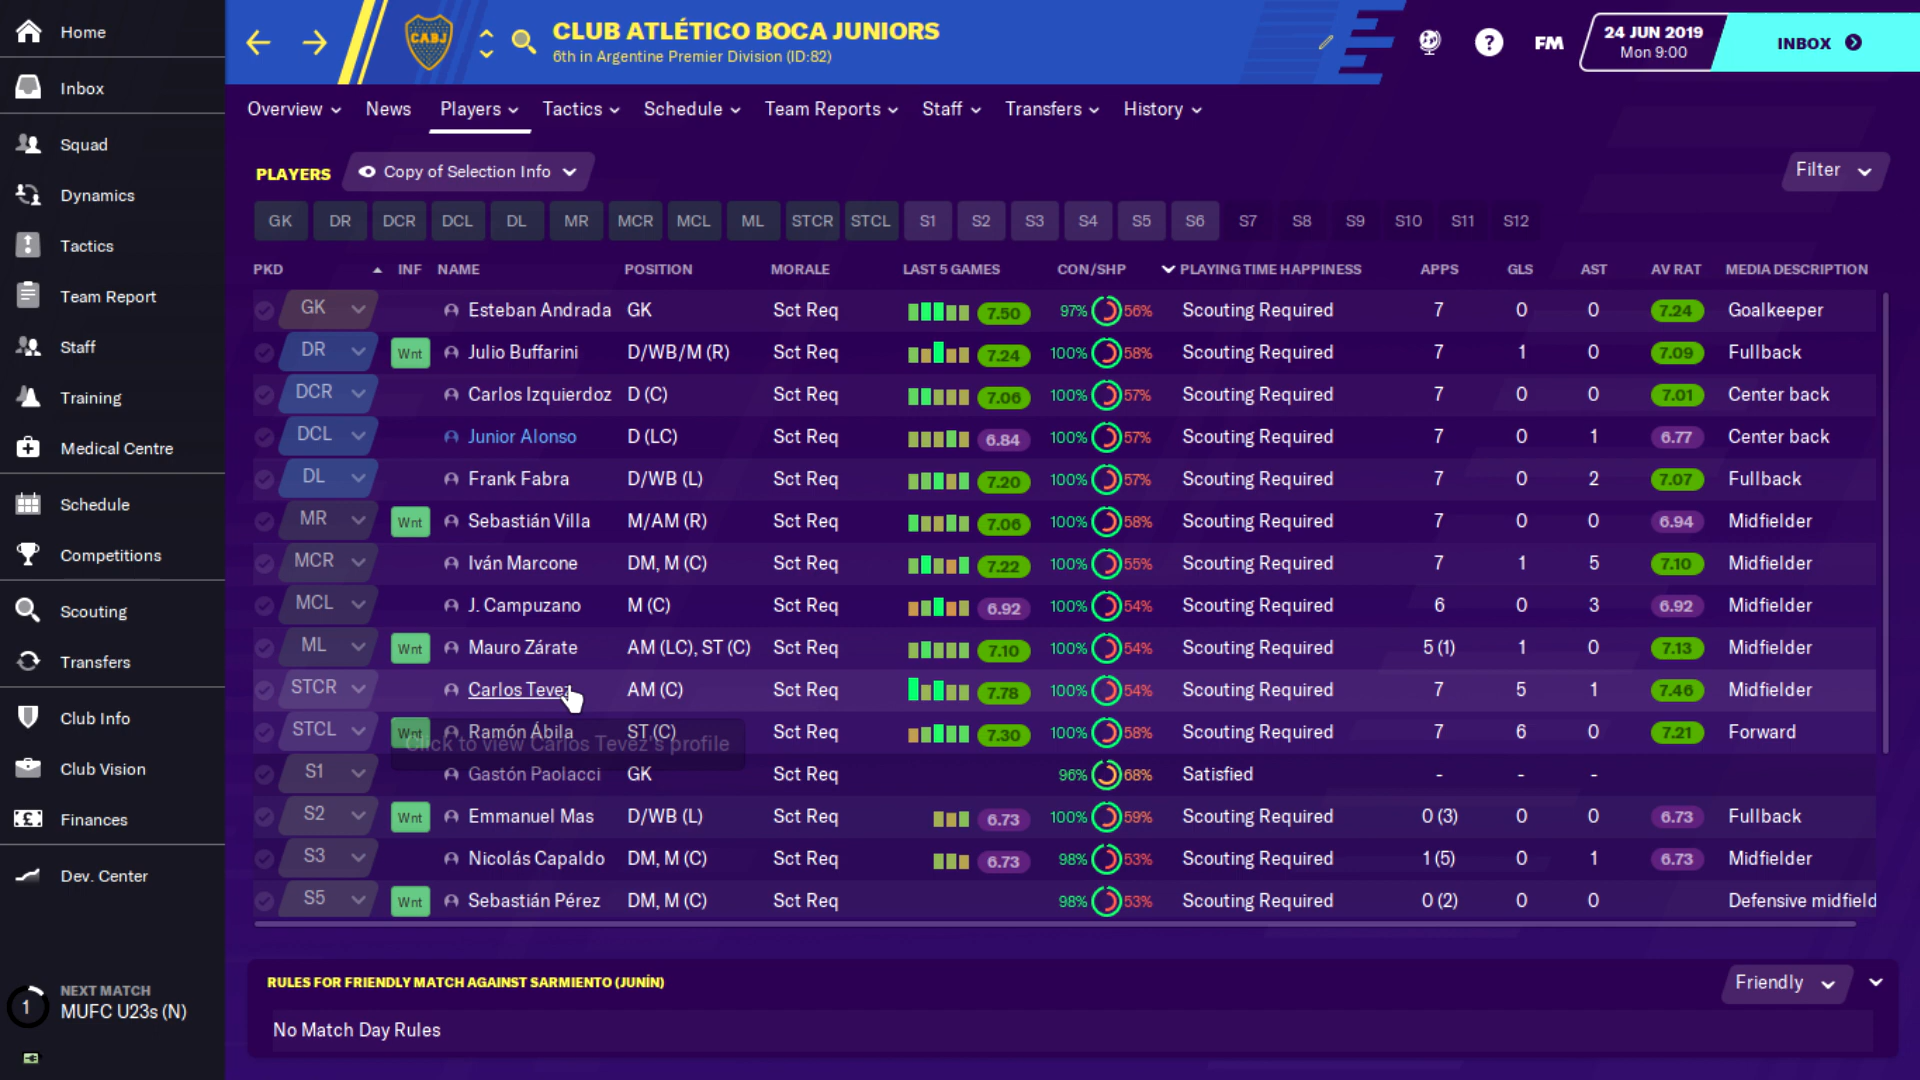 Home
Inbox
Squad
Dynamics
Tactics
Team Report
Staff
Training
Medical Centre
Schedule
Competitions
Scouting
Transfers
Club Info
Club Vision
Finances
Dev. Center
NEXT MATCH
1 MUFC U23s (N)
CABJ
CLUB ATLÉTICO BOCA JUNIORS
6th in Argentine Premier Division (ID:82)
? FM
24 JUN 2019
Mon 9:00
INBOX
Overview News Players Tactics Schedule Team Reports Staff Transfers History
PLAYERS Copy of Selection Info Filter
GK DR DCR DCL DL MR MCR MCL ML STCR STCL S1 S2 S3 S4 S5 S6 S7 S8 S9 S10 S11 S12
PKD INF NAME POSITION MORALE LAST 5 GAMES CON/SHP PLAYING TIME HAPPINESS APPS GLS AST AV RAT MEDIA DESCRIPTION
GK Esteban Andrada GK Sct Req 7.50 97% 56% Scouting Required 7 0 0 7.24 Goalkeeper
DR Wnt Julio Buffarini D/WB/M (R) Sct Req 7.24 100% 58% Scouting Required 7 1 0 7.09 Fullback
DCR Carlos Izquierdoz D (C) Sct Req 7.06 100% 57% Scouting Required 7 0 0 7.01 Center back
DCL Junior Alonso D (LC) Sct Req 6.84 100% 57% Scouting Required 7 0 1 6.77 Center back
DL Frank Fabra D/WB (L) Sct Req 7.20 100% 57% Scouting Required 7 0 2 7.07 Fullback
MR Wnt Sebastián Villa M/AM (R) Sct Req 7.06 100% 58% Scouting Required 7 0 0 6.94 Midfielder
MCR Iván Marcone DM, M (C) Sct Req 7.22 100% 55% Scouting Required 7 1 5 7.10 Midfielder
MCL J. Campuzano M (C) Sct Req 6.92 100% 54% Scouting Required 6 0 3 6.92 Midfielder
ML Wnt Mauro Zárate AM (LC), ST (C) Sct Req 7.10 100% 54% Scouting Required 5 (1) 1 0 7.13 Midfielder
STCR Carlos Tevez AM (C) Sct Req 7.78 100% 54% Scouting Required 7 5 1 7.46 Midfielder
STCL Wnt Ramón Ábila ST (C) Sct Req 7.30 100% 58% Scouting Required 7 6 0 7.21 Forward
Click to view Carlos Tevez's profile
S1 Gastón Paolacci GK Sct Req 96% 68% Satisfied - - -
S2 Wnt Emmanuel Mas D/WB (L) Sct Req 6.73 100% 59% Scouting Required 0 (3) 0 0 6.73 Fullback
S3 Nicolás Capaldo DM, M (C) Sct Req 6.73 98% 53% Scouting Required 1 (5) 0 1 6.73 Midfielder
S5 Wnt Sebastián Pérez DM, M (C) Sct Req 98% 53% Scouting Required 0 (2) 0 0 Defensive midfield
RULES FOR FRIENDLY MATCH AGAINST SARMIENTO (JUNÍN) Friendly
No Match Day Rules